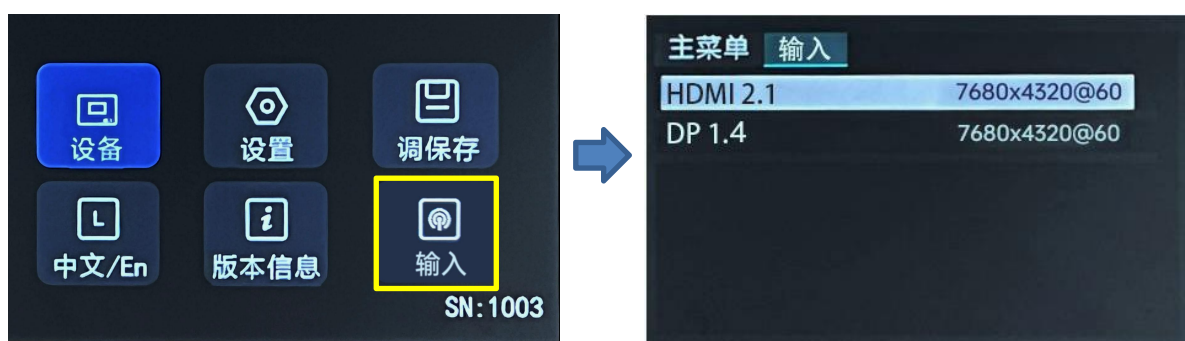 设备
设置
调保存
中文/En
版本信息
输入
SN:1003
主菜单 输入
HDMI 2.1 7680x4320@60
DP 1.4 7680x4320@60